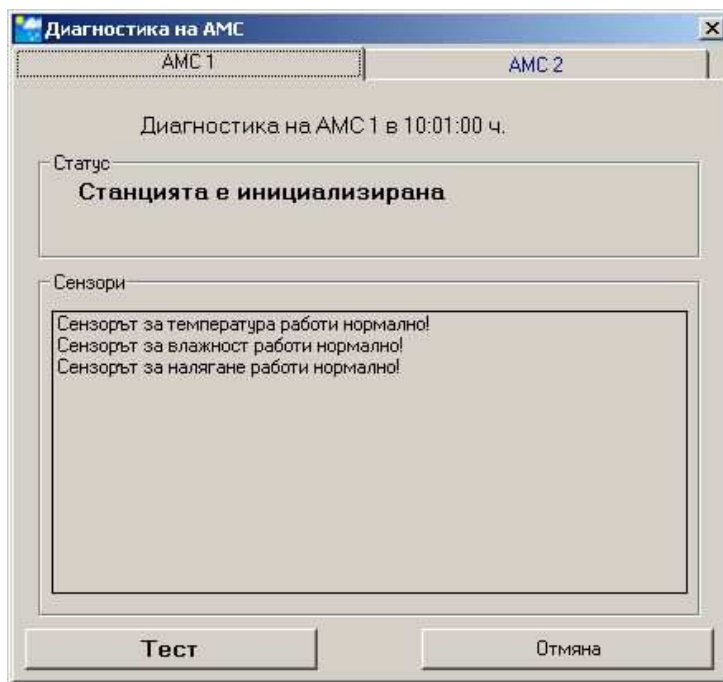 Диагностика на АМС
АМС 1
АМС 2
Диагностика на АМС 1 в 10:01:00 ч.
Статус
Станцията е инициализирана
Сензори
Сензорът за температура работи нормално!
Сензорът за влажност работи нормално!
Сензорът за налягане работи нормално!
Тест
Отмяна